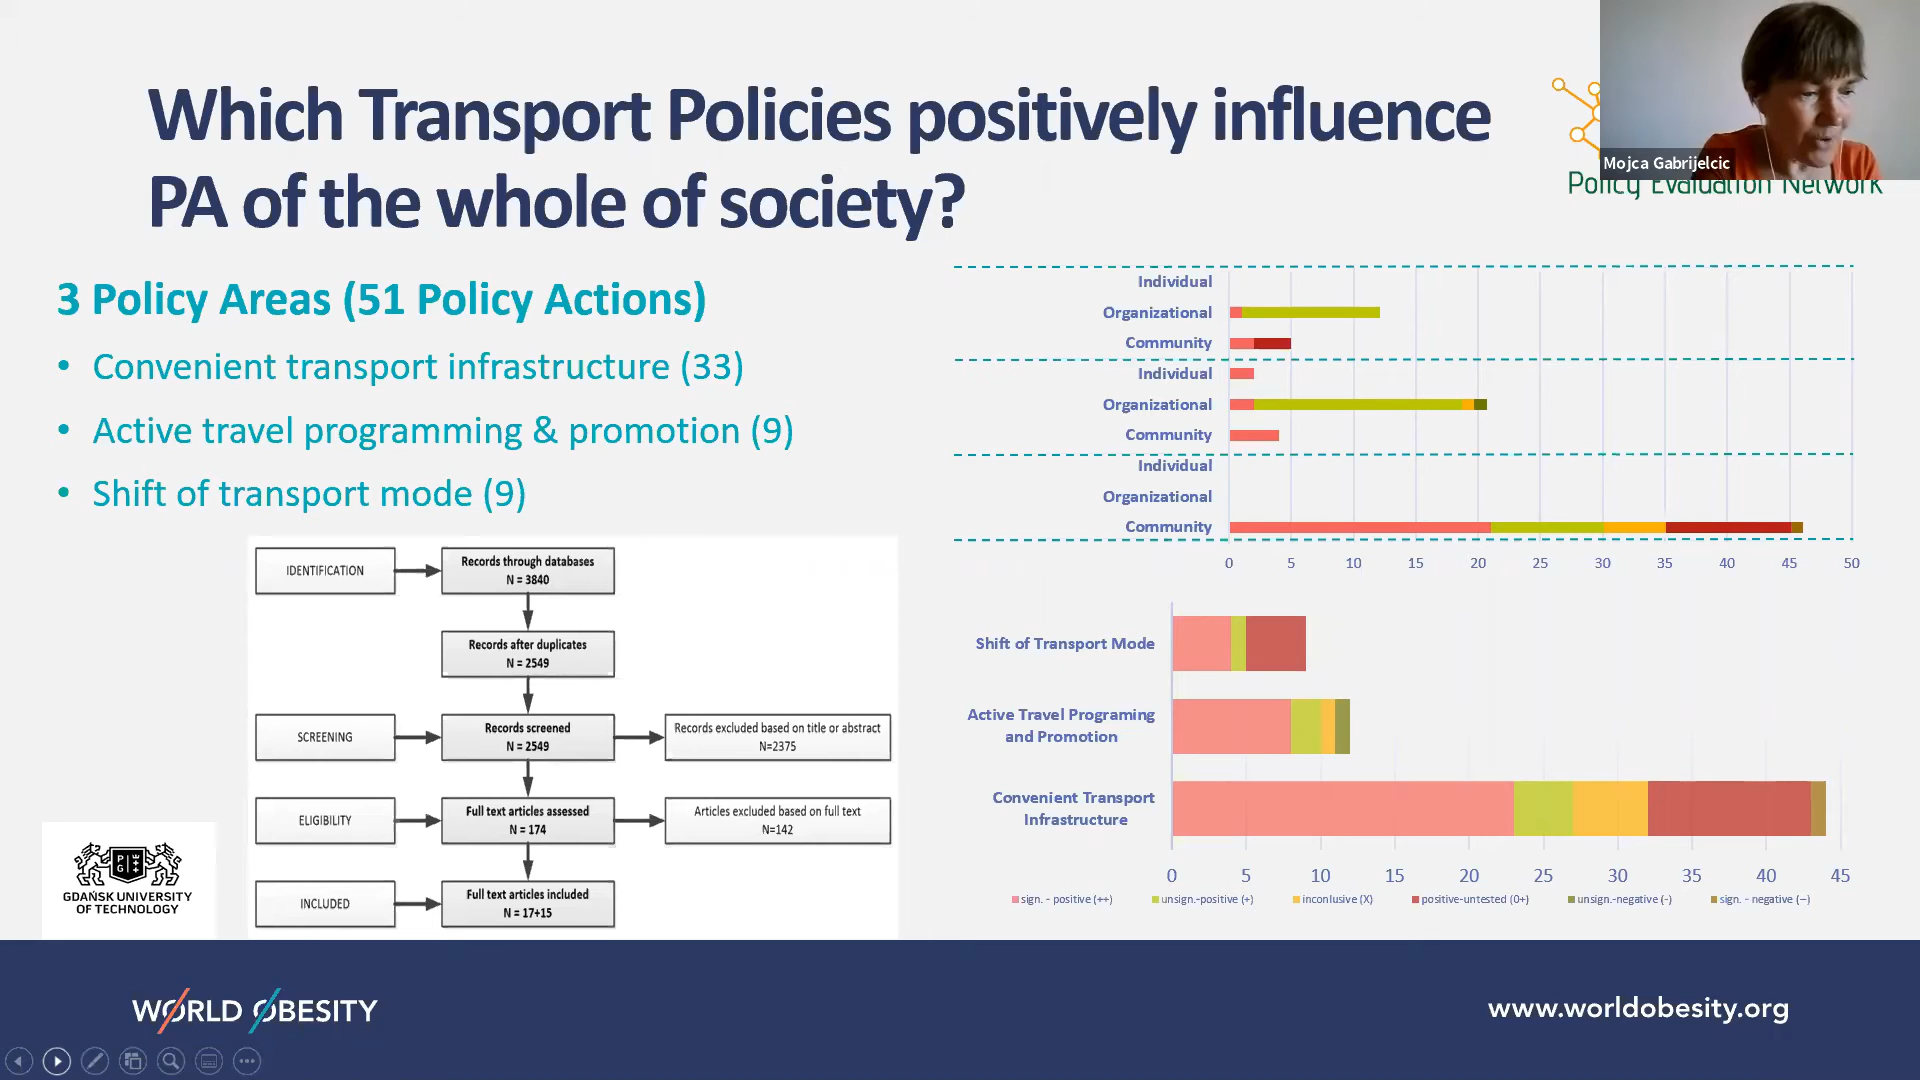 Which Transport Policies positively influence
PA of the whole of society?
Mojca Gabrijelcic
Policy Evaluation Network
3 Policy Areas (51 Policy Actions)
• Convenient transport infrastructure (33)
• Active travel programming & promotion (9)
• Shift of transport mode (9)
IDENTIFICATION
Records through databases
N = 3840
Records after duplicates
N = 2549
SCREENING
Records screened
N = 2549
Records excluded based on title or abstract
N=2375
ELIGIBILITY
Full text articles assessed
N = 174
Articles excluded based on full text
N=142
INCLUDED
Full text articles included
N = 17+15
P G
GDAŃSK UNIVERSITY
OF TECHNOLOGY
Individual
Organizational
Community
Individual
Organizational
Community
Individual
Organizational
Community
0 5 10 15 20 25 30 35 40 45 50
Shift of Transport Mode
Active Travel Programing
and Promotion
Convenient Transport
Infrastructure
0 5 10 15 20 25 30 35 40 45
sign. - positive (++) unsign.-positive (+) inconlusive (X) positive-untested (0+) unsign.-negative (-) sign. - negative (--)
WORLD OBESITY
www.worldobesity.org